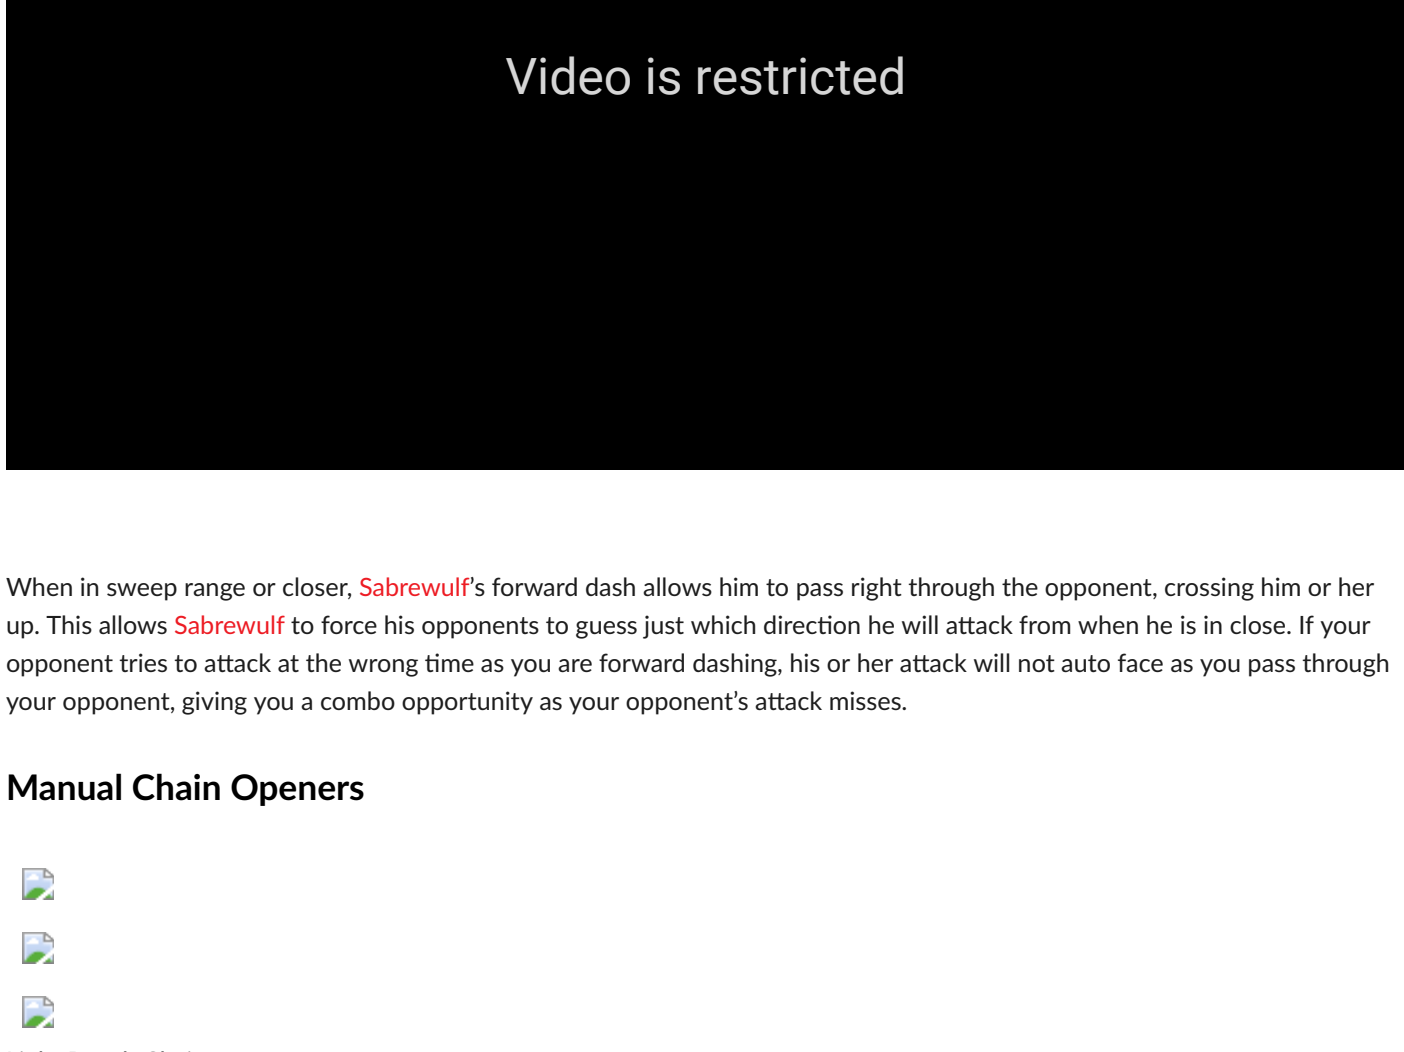 Video is restricted
When in sweep range or closer, Sabrewulf's forward dash allows him to pass right through the opponent, crossing him or her
up. This allows Sabrewulf to force his opponents to guess just which direction he will attack from when he is in close. If your
opponent tries to attack at the wrong time as you are forward dashing, his or her attack will not auto face as you pass through
your opponent, giving you a combo opportunity as your opponent’s attack misses.
Manual Chain Openers